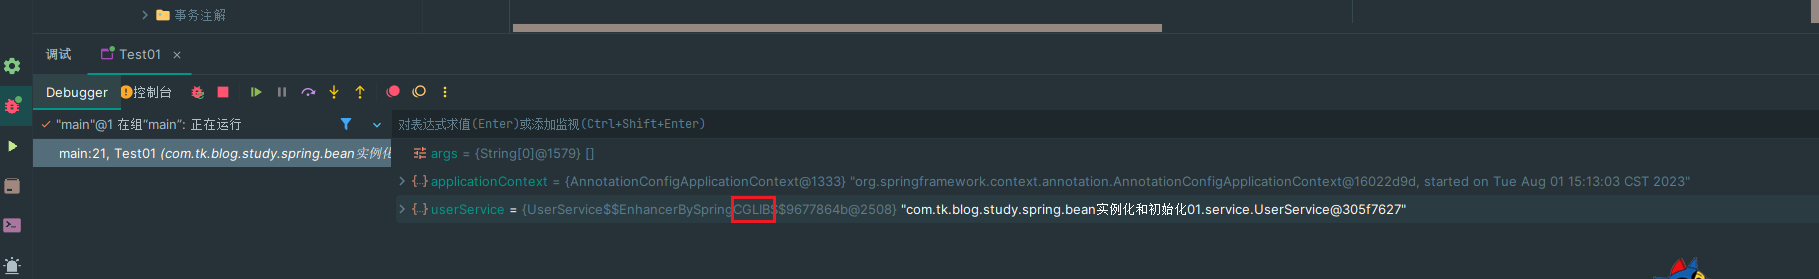 事务注解
调试 Test01
Debugger 控制台
"main"@1 在组"main": 正在运行
对表达式求值(Enter)或添加监视(Ctrl+Shift+Enter)
main:21, Test01 (com.tk.blog.study.spring.bean实例化
args = {String[0]@1579} []
applicationContext = {AnnotationConfigApplicationContext@1333} "org.springframework.context.annotation.AnnotationConfigApplicationContext@16022d9d, started on Tue Aug 01 15:13:03 CST 2023"
userService = {UserService$$EnhancerBySpringCGLIB$$9677864b@2508} "com.tk.blog.study.spring.bean实例化和初始化01.service.UserService@305f7627"